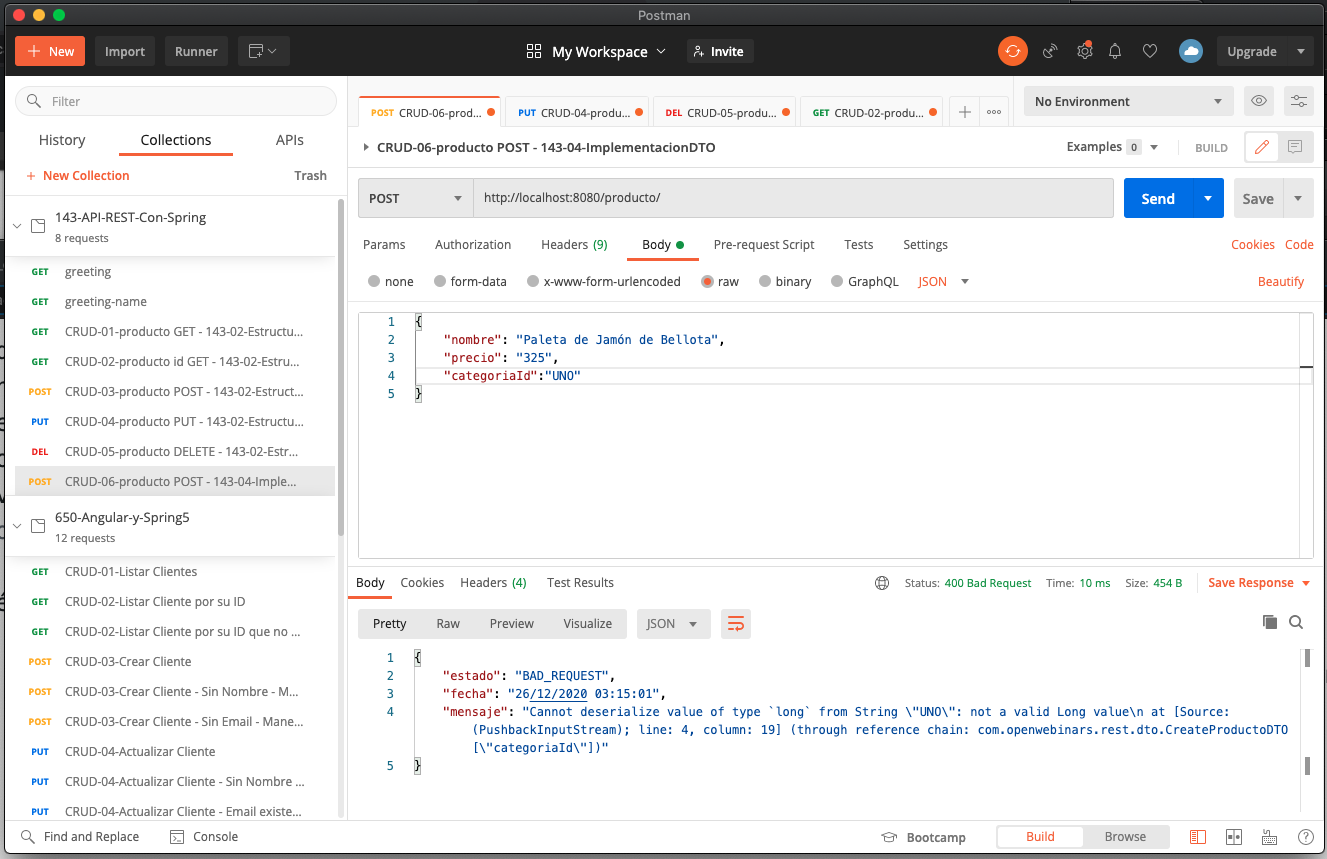 Postman
New
Import
Runner
My Workspace
Invite
Upgrade
Filter
History
Collections
APIs
+ New Collection
Trash
143-API-REST-Con-Spring
8 requests
GET greeting
GET greeting-name
GET CRUD-01-producto GET - 143-02-Estructu...
GET CRUD-02-producto id GET - 143-02-Estru...
POST CRUD-03-producto POST - 143-02-Estruct...
PUT CRUD-04-producto PUT - 143-02-Estructu...
DEL CRUD-05-producto DELETE - 143-02-Estr...
POST CRUD-06-producto POST - 143-04-Imple...
650-Angular-y-Spring5
12 requests
GET CRUD-01-Listar Clientes
GET CRUD-02-Listar Cliente por su ID
GET CRUD-02-Listar Cliente por su ID que no ...
POST CRUD-03-Crear Cliente
POST CRUD-03-Crear Cliente - Sin Nombre - M...
POST CRUD-03-Crear Cliente - Sin Email - Mane...
PUT CRUD-04-Actualizar Cliente
PUT CRUD-04-Actualizar Cliente - Sin Nombre ...
PUT CRUD-04-Actualizar Cliente - Email existe...
POST CRUD-06-prod...
PUT CRUD-04-produ...
DEL CRUD-05-produ...
GET CRUD-02-produ...
No Environment
CRUD-06-producto POST - 143-04-ImplementacionDTO
Examples 0
BUILD
POST
http://localhost:8080/producto/
Send
Save
Params
Authorization
Headers (9)
Body
Pre-request Script
Tests
Settings
Cookies
Code
none
form-data
x-www-form-urlencoded
raw
binary
GraphQL
JSON
Beautify
1 {
2 "nombre": "Paleta de Jamón de Bellota",
3 "precio": "325",
4 "categoriaId":"UNO"
5 }
Body
Cookies
Headers (4)
Test Results
Status: 400 Bad Request
Time: 10 ms
Size: 454 B
Save Response
Pretty
Raw
Preview
Visualize
JSON
1 {
2 "estado": "BAD_REQUEST",
3 "fecha": "26/12/2020 03:15:01",
4 "mensaje": "Cannot deserialize value of type `long` from String \"UNO\": not a valid Long value\n at [Source:
(PushbackInputStream); line: 4, column: 19] (through reference chain: com.openwebinars.rest.dto.CreateProductoDTO
[\"categoriaId\"])"
5 }
Find and Replace
Console
Bootcamp
Build
Browse